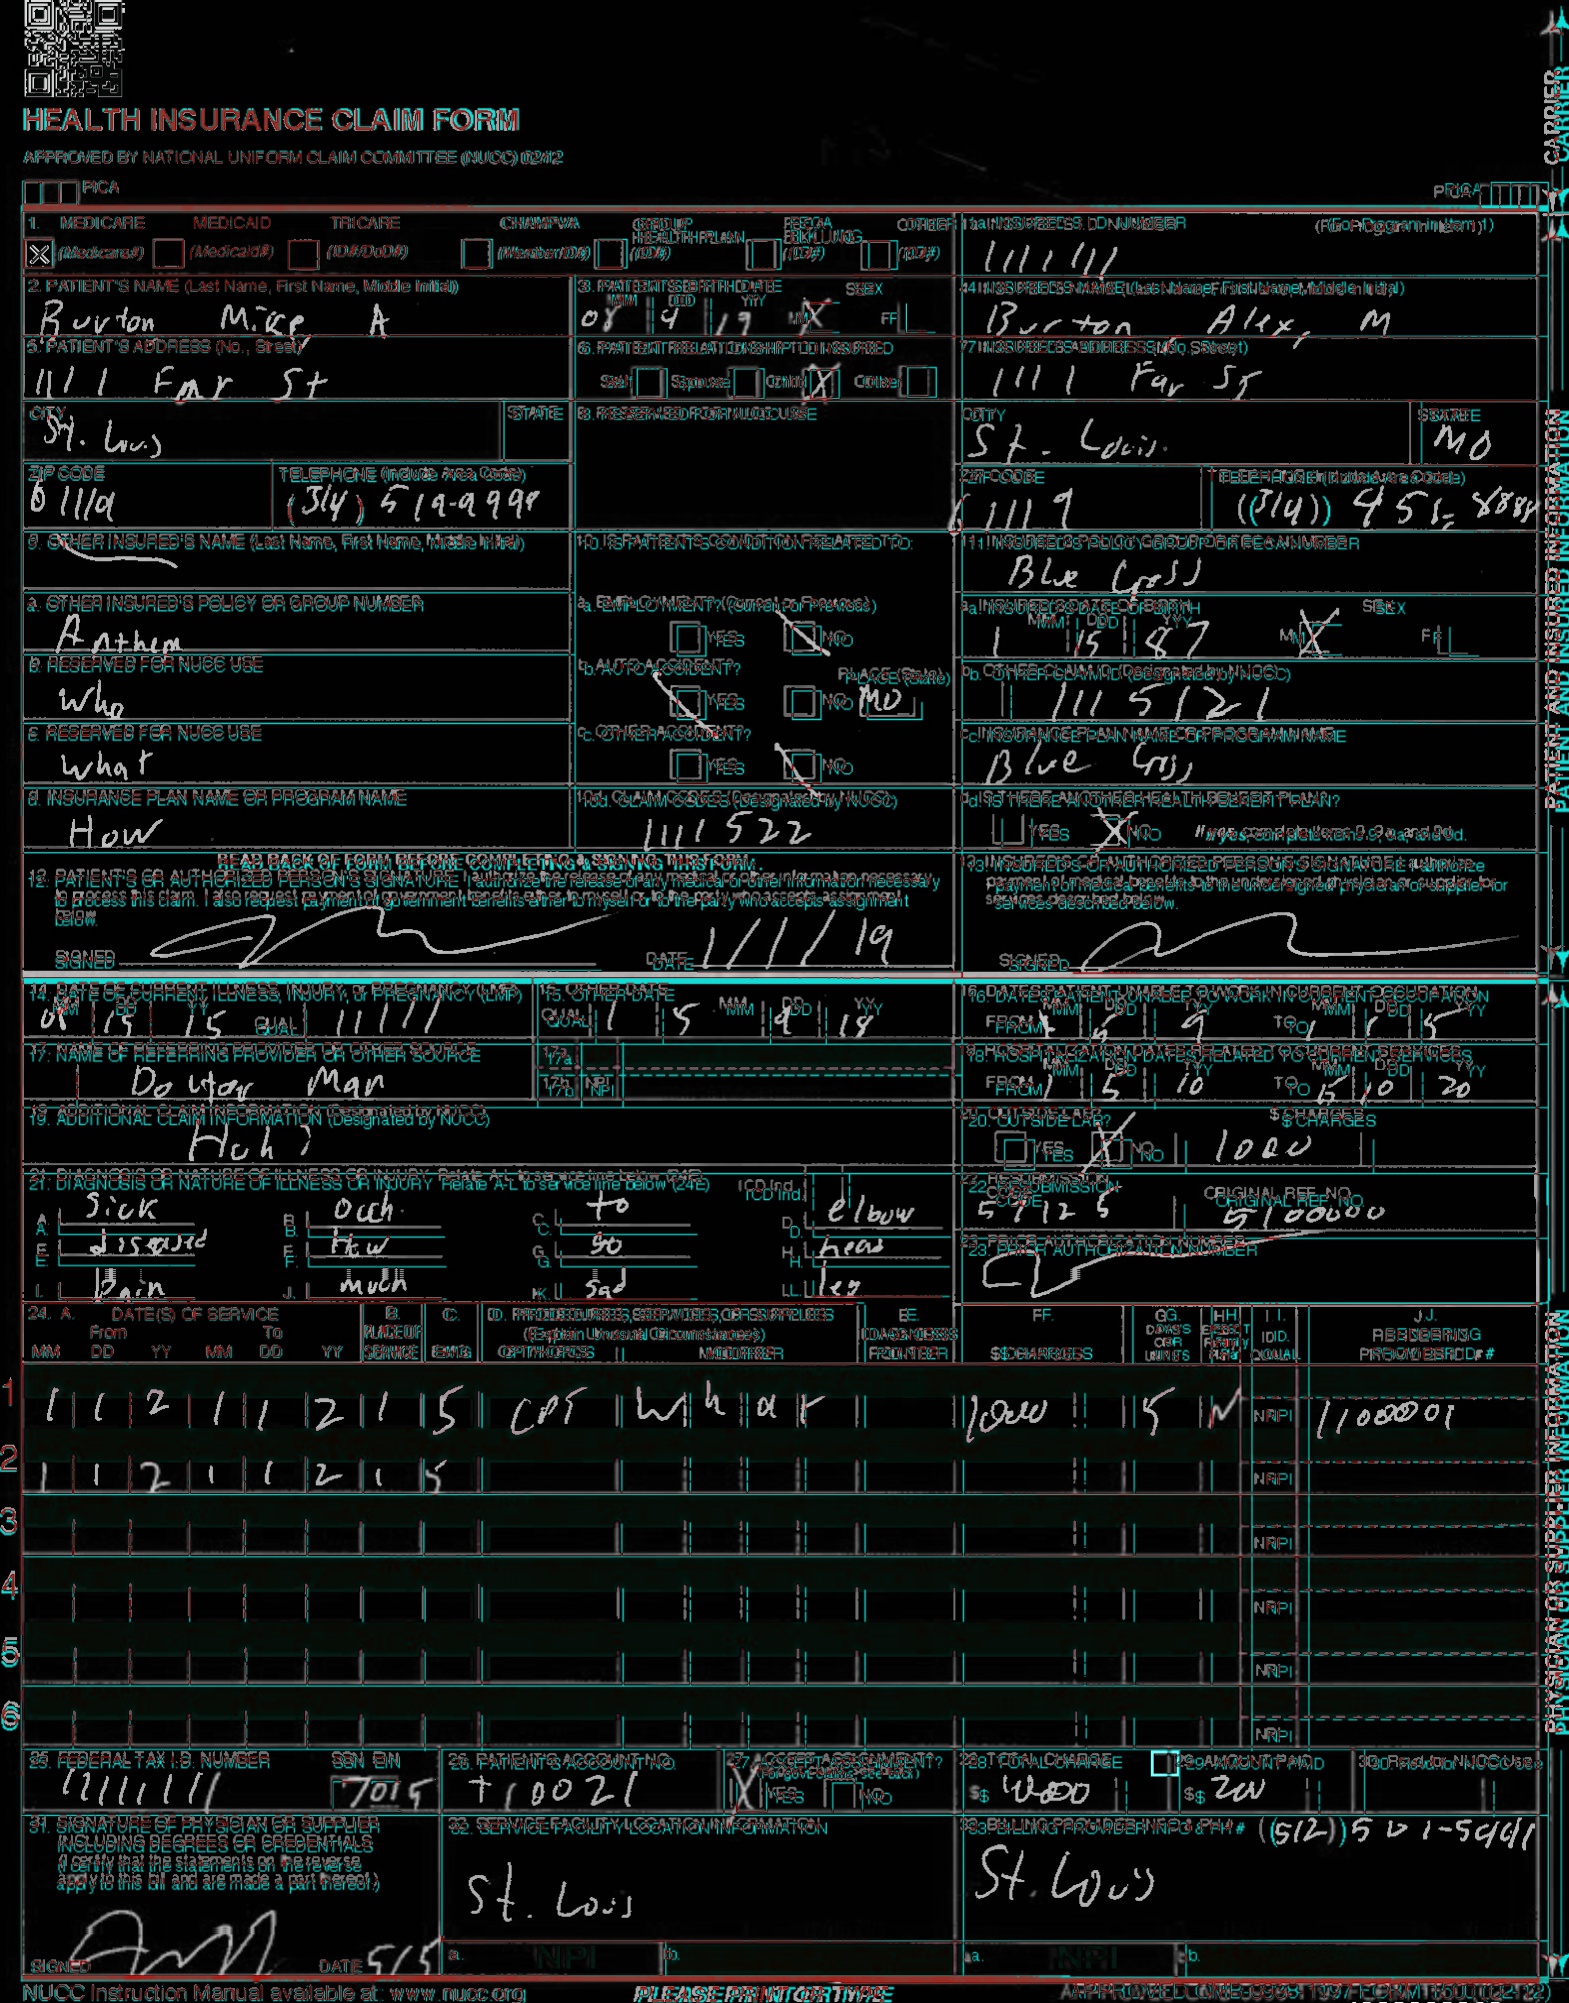 HEALTH INSURANCE CLAIM FORM
APPROVED BY NATIONAL UNIFORM CLAIM COMMITTEE (NUCC) 02/12
PICA PICA
CARRIER
1. MEDICARE MEDICAID TRICARE CHAMPVA GROUP HEALTH PLAN FECA BLK LUNG OTHER
X (Medicare#) (Medicaid#) (ID#/DoD#) (Member ID#) (ID#) (ID#) (ID#)
1a. INSURED'S I.D. NUMBER (For Program in Item 1)
1111111
2. PATIENT'S NAME (Last Name, First Name, Middle Initial)
Burton Mike A
3. PATIENT'S BIRTH DATE SEX
MM DD YY
08 9 19 M X F
4. INSURED'S NAME (Last Name, First Name, Middle Initial)
Burton Alex, M
5. PATIENT'S ADDRESS (No., Street)
1111 Far St
6. PATIENT RELATIONSHIP TO INSURED
Self Spouse Child X Other
7. INSURED'S ADDRESS (No., Street)
1111 Far ST
CITY STATE
St. Louis
8. RESERVED FOR NUCC USE
CITY STATE
St. Louis. MO
ZIP CODE TELEPHONE (Include Area Code)
61119 (314) 519-9999
ZIP CODE TELEPHONE (Include Area Code)
61119 (314) 8888
9. OTHER INSURED'S NAME (Last Name, First Name, Middle Initial)
10. IS PATIENT'S CONDITION RELATED TO:
11. INSURED'S POLICY GROUP OR FECA NUMBER
Blue Cross
a. OTHER INSURED'S POLICY OR GROUP NUMBER
Anthem
a. EMPLOYMENT? (Current or Previous)
YES NO
a. INSURED'S DATE OF BIRTH SEX
MM DD YY
1 15 87 M X F
b. RESERVED FOR NUCC USE
Who
b. AUTO ACCIDENT? PLACE (State)
YES NO MO
b. OTHER CLAIM ID (Designated by NUCC)
1115121
c. RESERVED FOR NUCC USE
What
c. OTHER ACCIDENT?
YES NO
c. INSURANCE PLAN NAME OR PROGRAM NAME
Blue Cross
d. INSURANCE PLAN NAME OR PROGRAM NAME
How
10d. CLAIM CODES (Designated by NUCC)
1111522
d. IS THERE ANOTHER HEALTH BENEFIT PLAN?
YES X NO If yes, complete items 9, 9a, and 9d.
READ BACK OF FORM BEFORE COMPLETING & SIGNING THIS FORM.
12. PATIENT'S OR AUTHORIZED PERSON'S SIGNATURE I authorize the release of any medical or other information necessary
to process this claim. I also request payment of government benefits either to myself or to the party who accepts assignment
below.
SIGNED DATE 1/1/19
13. INSURED'S OR AUTHORIZED PERSON'S SIGNATURE I authorize
payment of medical benefits to the undersigned physician or supplier for
services described below.
SIGNED
PATIENT AND INSURED INFORMATION
14. DATE OF CURRENT ILLNESS, INJURY, or PREGNANCY (LMP)
MM DD YY
15 15 QUAL. 11111
15. OTHER DATE
MM DD YY
QUAL. 1 5 9 18
16. DATES PATIENT UNABLE TO WORK IN CURRENT OCCUPATION
MM DD YY MM DD YY
FROM 1 5 9 TO 1 1 5
17. NAME OF REFERRING PROVIDER OR OTHER SOURCE
Doctor Man
17a.
17b. NPI
18. HOSPITALIZATION DATES RELATED TO CURRENT SERVICES
MM DD YY MM DD YY
FROM 1 5 10 TO 15 10 20
19. ADDITIONAL CLAIM INFORMATION (Designated by NUCC)
Huh?
20. OUTSIDE LAB? $ CHARGES
YES X NO 1000
21. DIAGNOSIS OR NATURE OF ILLNESS OR INJURY Relate A-L to service line below (24E) ICD Ind.
A. Sick B. Ouch. C. to D. elbow
E. diseased F. How G. go H. head
I. Pain J. much K. sad L. leg
22. RESUBMISSION CODE ORIGINAL REF. NO.
57125 5100000
23. PRIOR AUTHORIZATION NUMBER
24. A. DATE(S) OF SERVICE B. C. D. PROCEDURES, SERVICES, OR SUPPLIES E. F. G. H. I. J.
From To PLACE OF (Explain Unusual Circumstances) DIAGNOSIS DAYS OR UNITS EPSDT Family Plan ID. RENDERING
MM DD YY MM DD YY SERVICE EMG CPT/HCPCS MODIFIER POINTER $ CHARGES QUAL. PROVIDER ID. #
1 1 1 2 1 1 2 1 5 CPT W h a t 1000 5 N NPI 1100001
2 1 1 2 1 1 2 1 5 NPI
3 NPI
4 NPI
5 NPI
6 NPI
25. FEDERAL TAX I.D. NUMBER SSN EIN
11111111 7015
26. PATIENT'S ACCOUNT NO.
T10021
27. ACCEPT ASSIGNMENT?
(For govt. claims, see back)
X YES NO
28. TOTAL CHARGE
$
29. AMOUNT PAID
$ 200
30. Rsvd for NUCC Use
31. SIGNATURE OF PHYSICIAN OR SUPPLIER
INCLUDING DEGREES OR CREDENTIALS
(I certify that the statements on the reverse
apply to this bill and are made a part thereof.)
SIGNED DATE 5/5
32. SERVICE FACILITY LOCATION INFORMATION
St. Louis
a. NPI b.
33. BILLING PROVIDER INFO & PH # (512)
St. Louis
a. NPI b.
PHYSICIAN OR SUPPLIER INFORMATION
NUCC Instruction Manual available at: www.nucc.org PLEASE PRINT OR TYPE